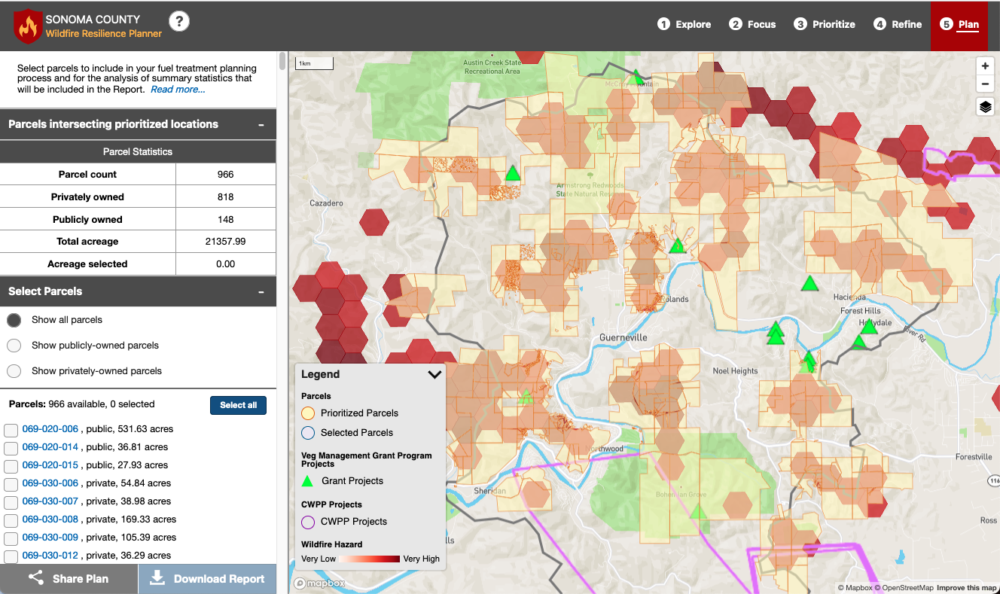 SONOMA COUNTY
Wildfire Resilience Planner
?
1 Explore
2 Focus
3 Prioritize
4 Refine
5 Plan
Select parcels to include in your fuel treatment planning
process and for the analysis of summary statistics that
will be included in the Report. Read more...
Parcels intersecting prioritized locations -
Parcel Statistics
Parcel count 966
Privately owned 818
Publicly owned 148
Total acreage 21357.99
Acreage selected 0.00
Select Parcels -
Show all parcels
Show publicly-owned parcels
Show privately-owned parcels
Parcels: 966 available, 0 selected
Select all
069-020-006 , public, 531.63 acres
069-020-014 , public, 36.81 acres
069-020-015 , public, 27.93 acres
069-030-006 , private, 54.84 acres
069-030-007 , private, 38.98 acres
069-030-008 , private, 169.33 acres
069-030-009 , private, 105.39 acres
069-030-012 , private, 36.29 acres
Share Plan
Download Report
1km
+
-
Austin Creek State
Recreational Area
Cazadero
Armstrong Redwoods
State Natural Reserve
Guerneville
Hacienda
Forest Hills
Hollydale
River Rd
Noel Heights
Northwood
Sheridan
Bohemian Grove
Forestville
116
Ross
Legend
Parcels
Prioritized Parcels
Selected Parcels
Veg Management Grant Program
Projects
Grant Projects
CWPP Projects
CWPP Projects
Wildfire Hazard
Very Low
Very High
mapbox
© Mapbox © OpenStreetMap Improve this map